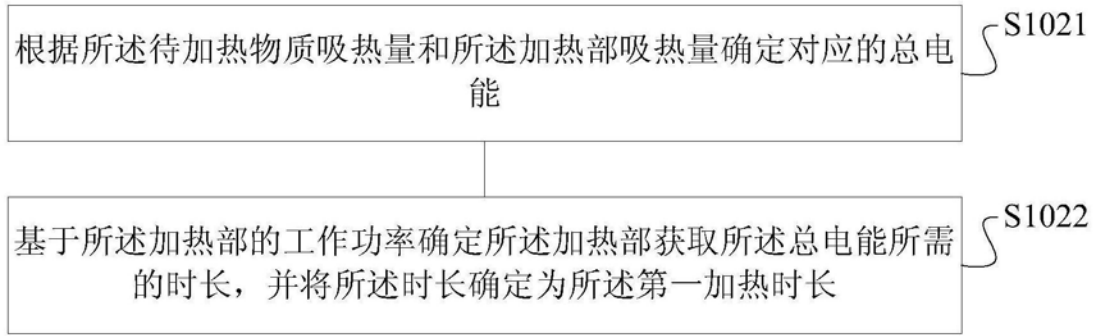 根据所述待加热物质吸热量和所述加热部吸热量确定对应的总电
能
S1021
基于所述加热部的工作功率确定所述加热部获取所述总电能所需
的时长，并将所述时长确定为所述第一加热时长
S1022